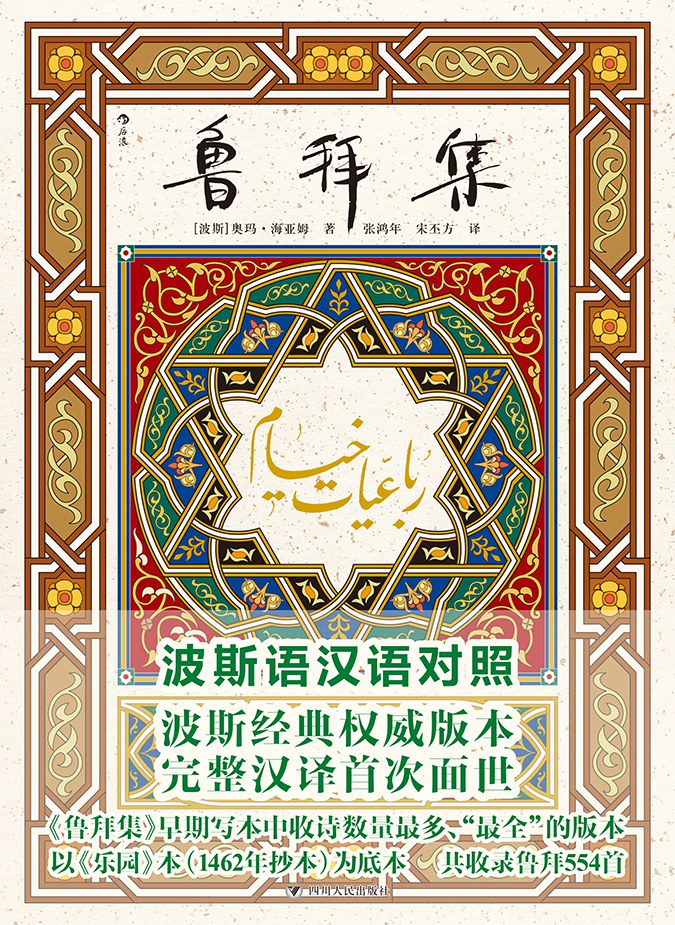 后浪
鲁拜集
[波斯]奥玛·海亚姆 著 张鸿年 宋丕方 译
رباعیات خیام
波斯语汉语对照
波斯经典权威版本
完整汉译首次面世
《鲁拜集》早期写本中收诗数量最多、“最全”的版本
以《乐园》本（1462年抄本）为底本 共收录鲁拜554首
四川人民出版社